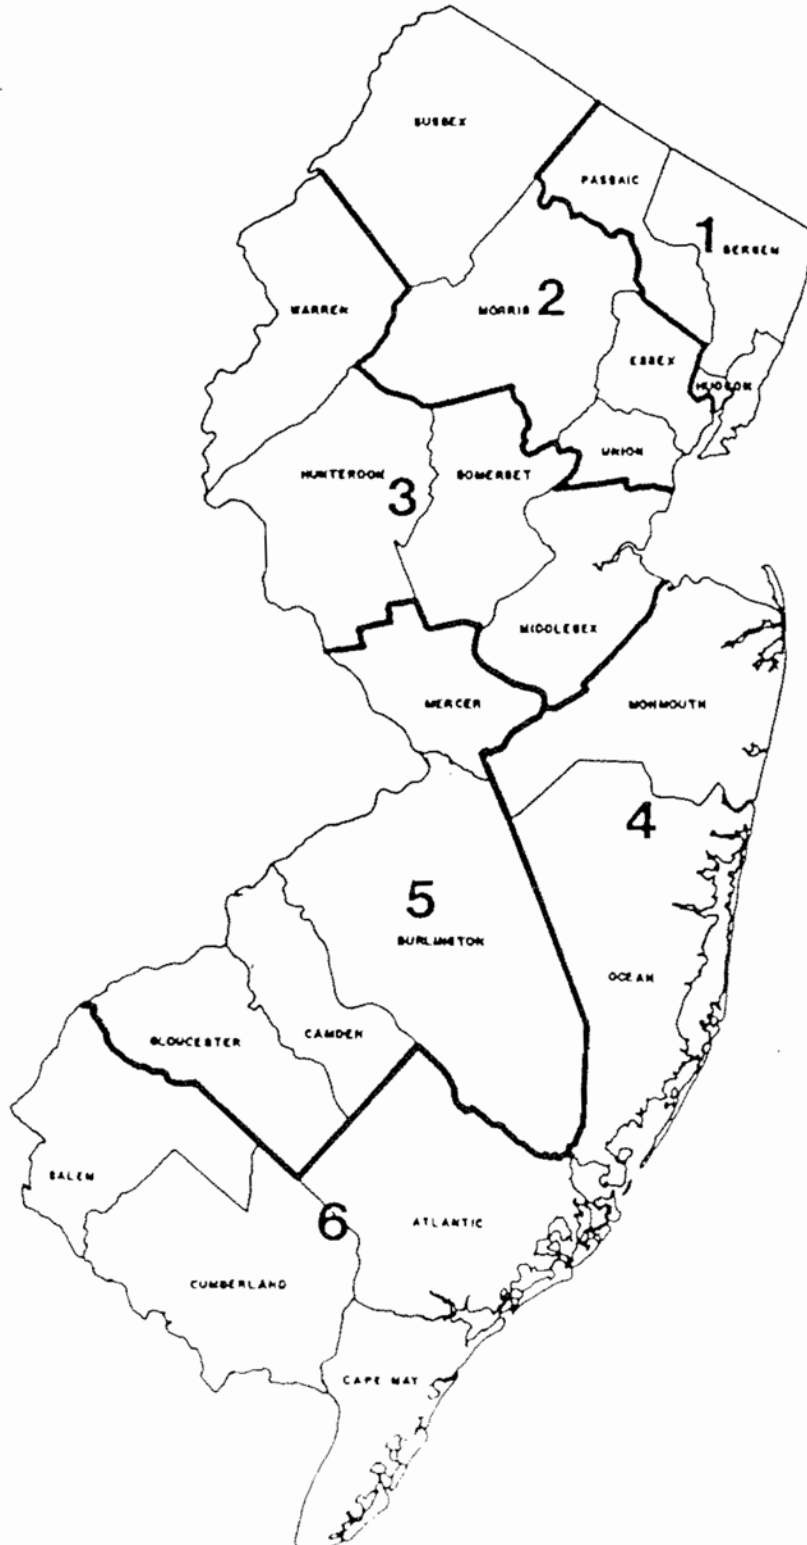 SUSSEX
PASSAIC
1
BERGEN
WARREN
MORRIS 2
ESSEX
HUDSON
UNION
HUNTERDON
3
SOMERSET
MIDDLESEX
MERCER
MONMOUTH
4
5
BURLINGTON
OCEAN
GLOUCESTER
CAMDEN
SALEM
6
ATLANTIC
CUMBERLAND
CAPE MAY